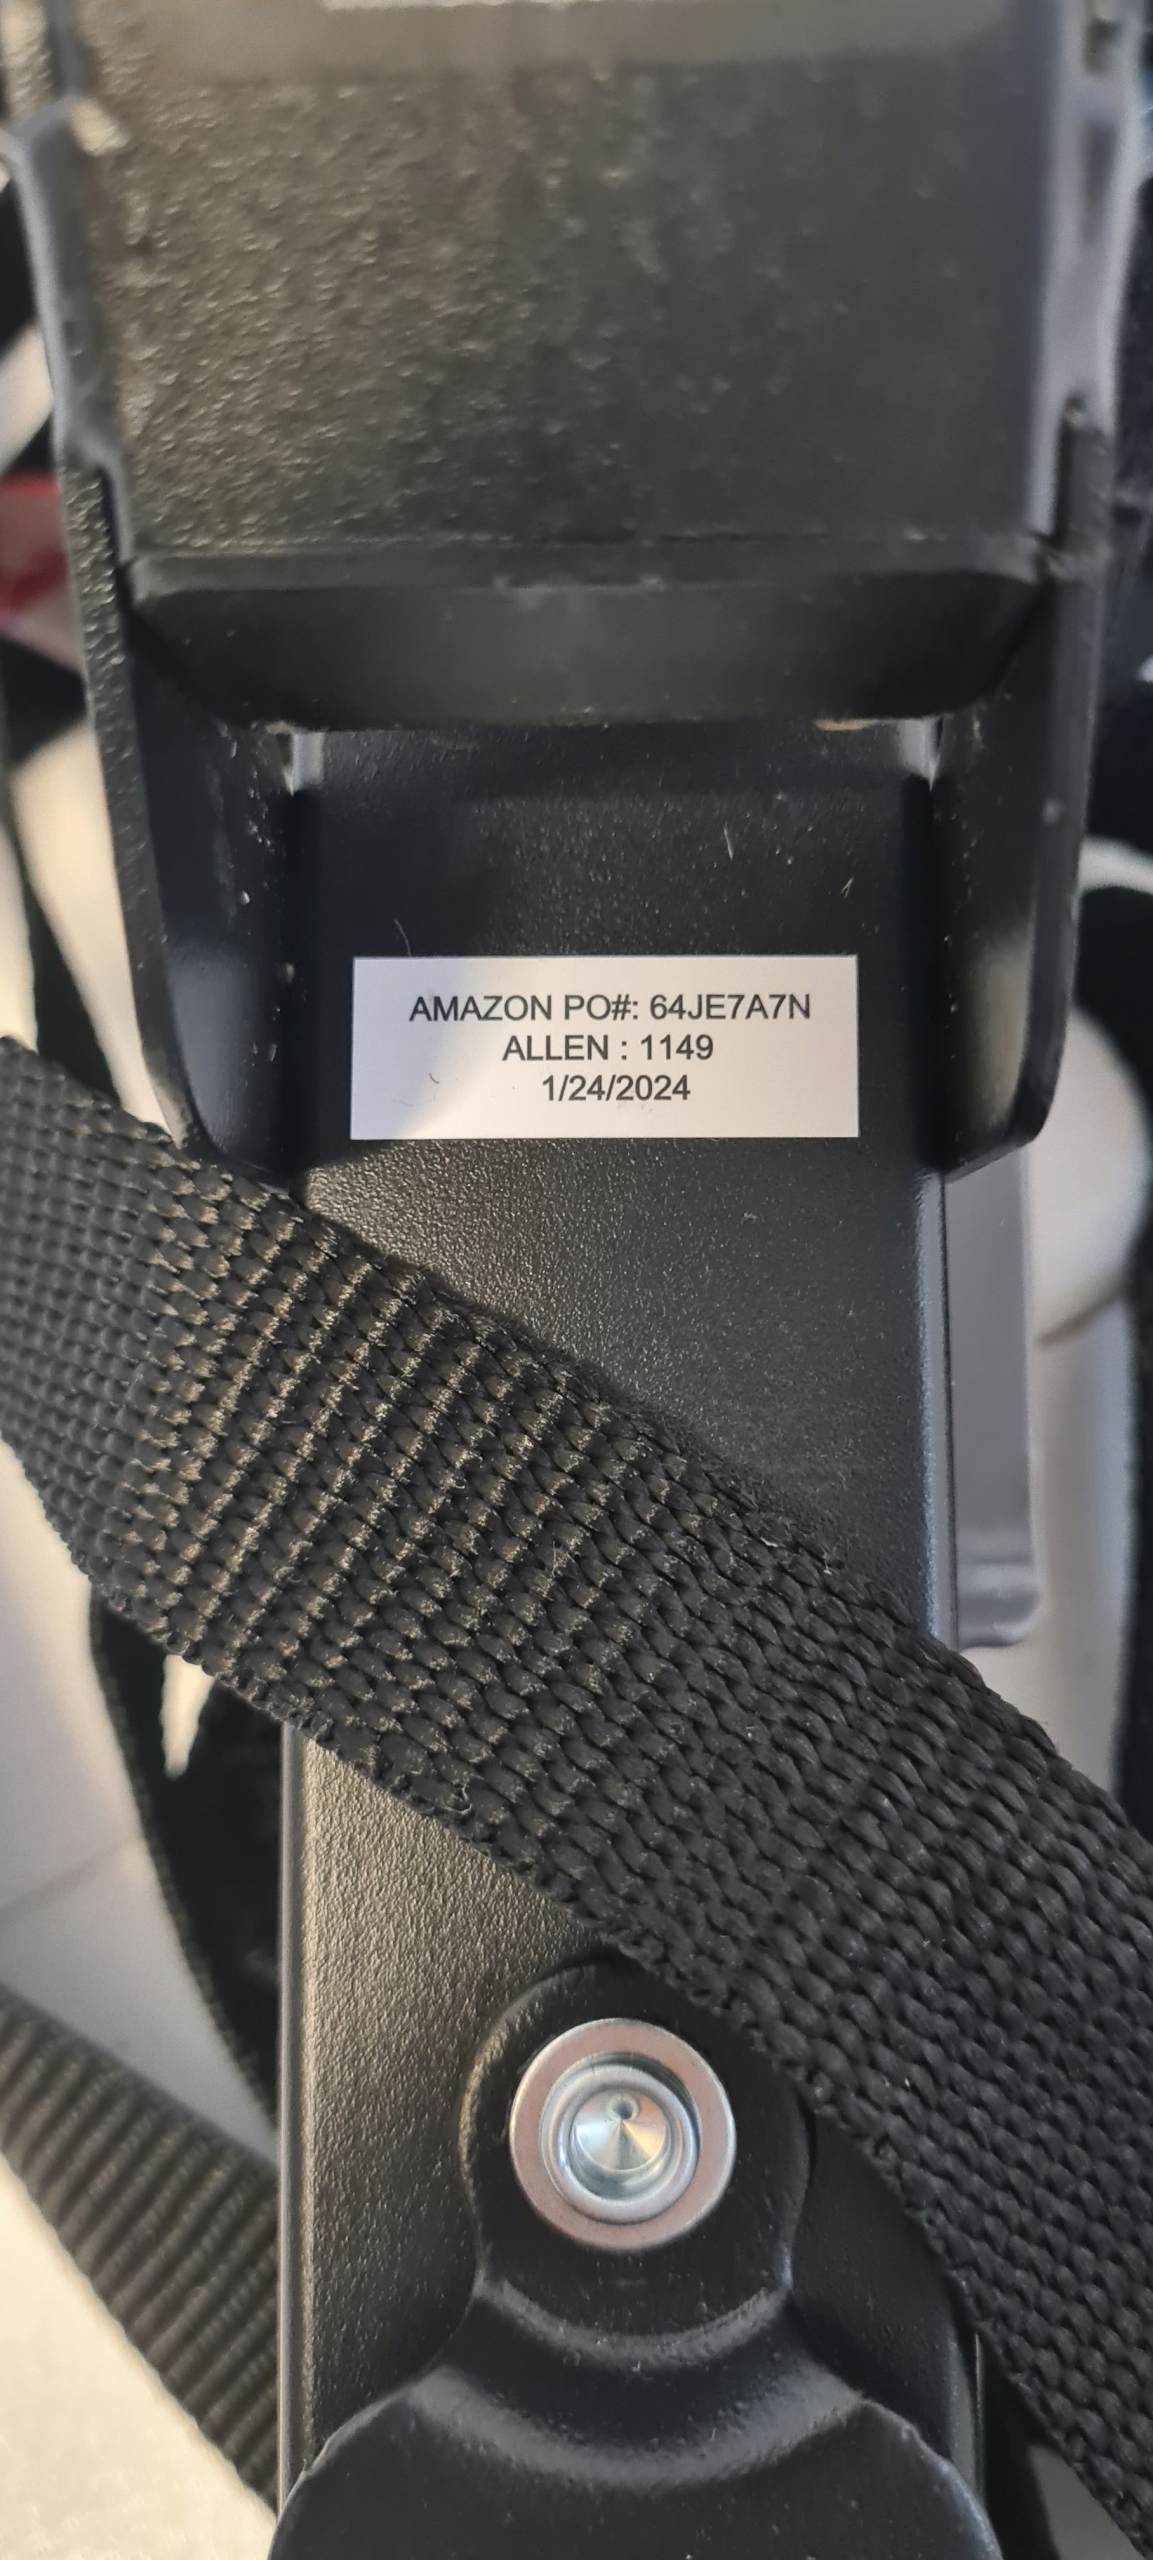 AMAZON PO#: 64JE7A7N
ALLEN : 1149
1/24/2024